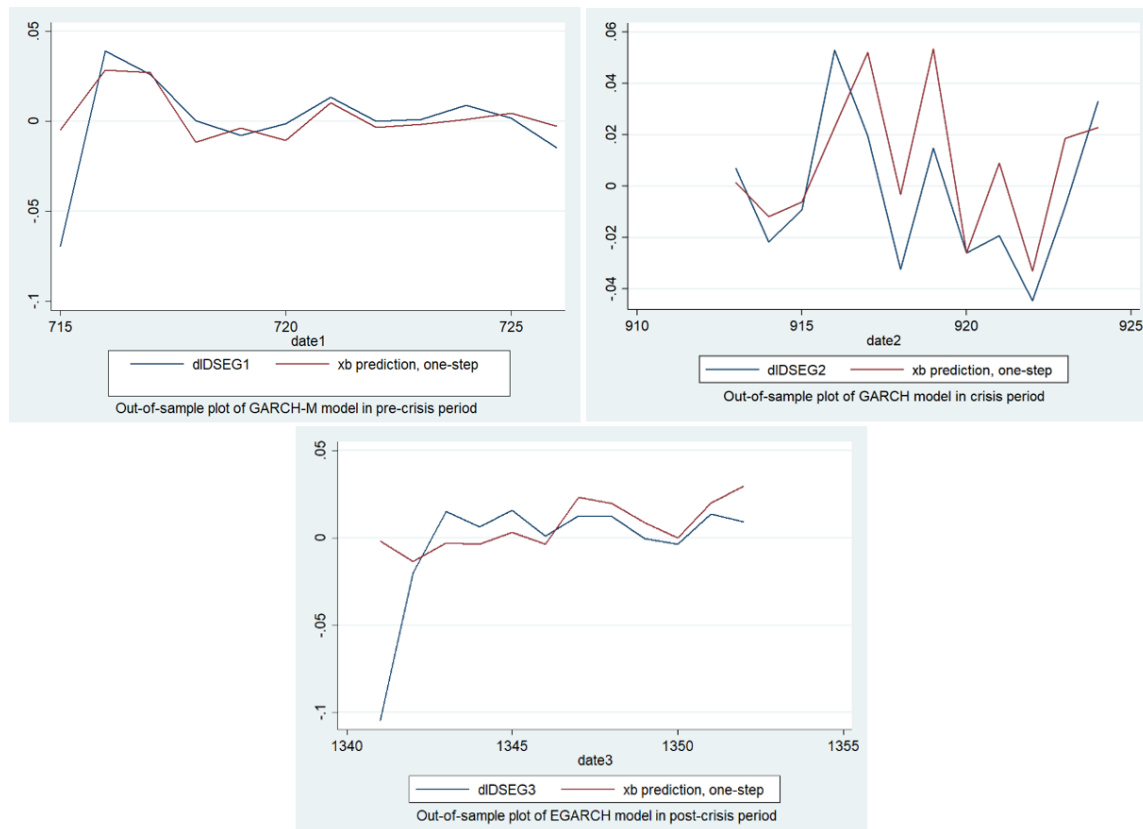 .05
0
-.05
-.1
715
720
725
date1
dlDSEG1
xb prediction, one-step
Out-of-sample plot of GARCH-M model in pre-crisis period
.06
.04
.02
0
-.02
-.04
910
915
920
925
date2
dlDSEG2
xb prediction, one-step
Out-of-sample plot of GARCH model in crisis period
.05
0
-.05
-.1
1340
1345
1350
1355
date3
dlDSEG3
xb prediction, one-step
Out-of-sample plot of EGARCH model in post-crisis period